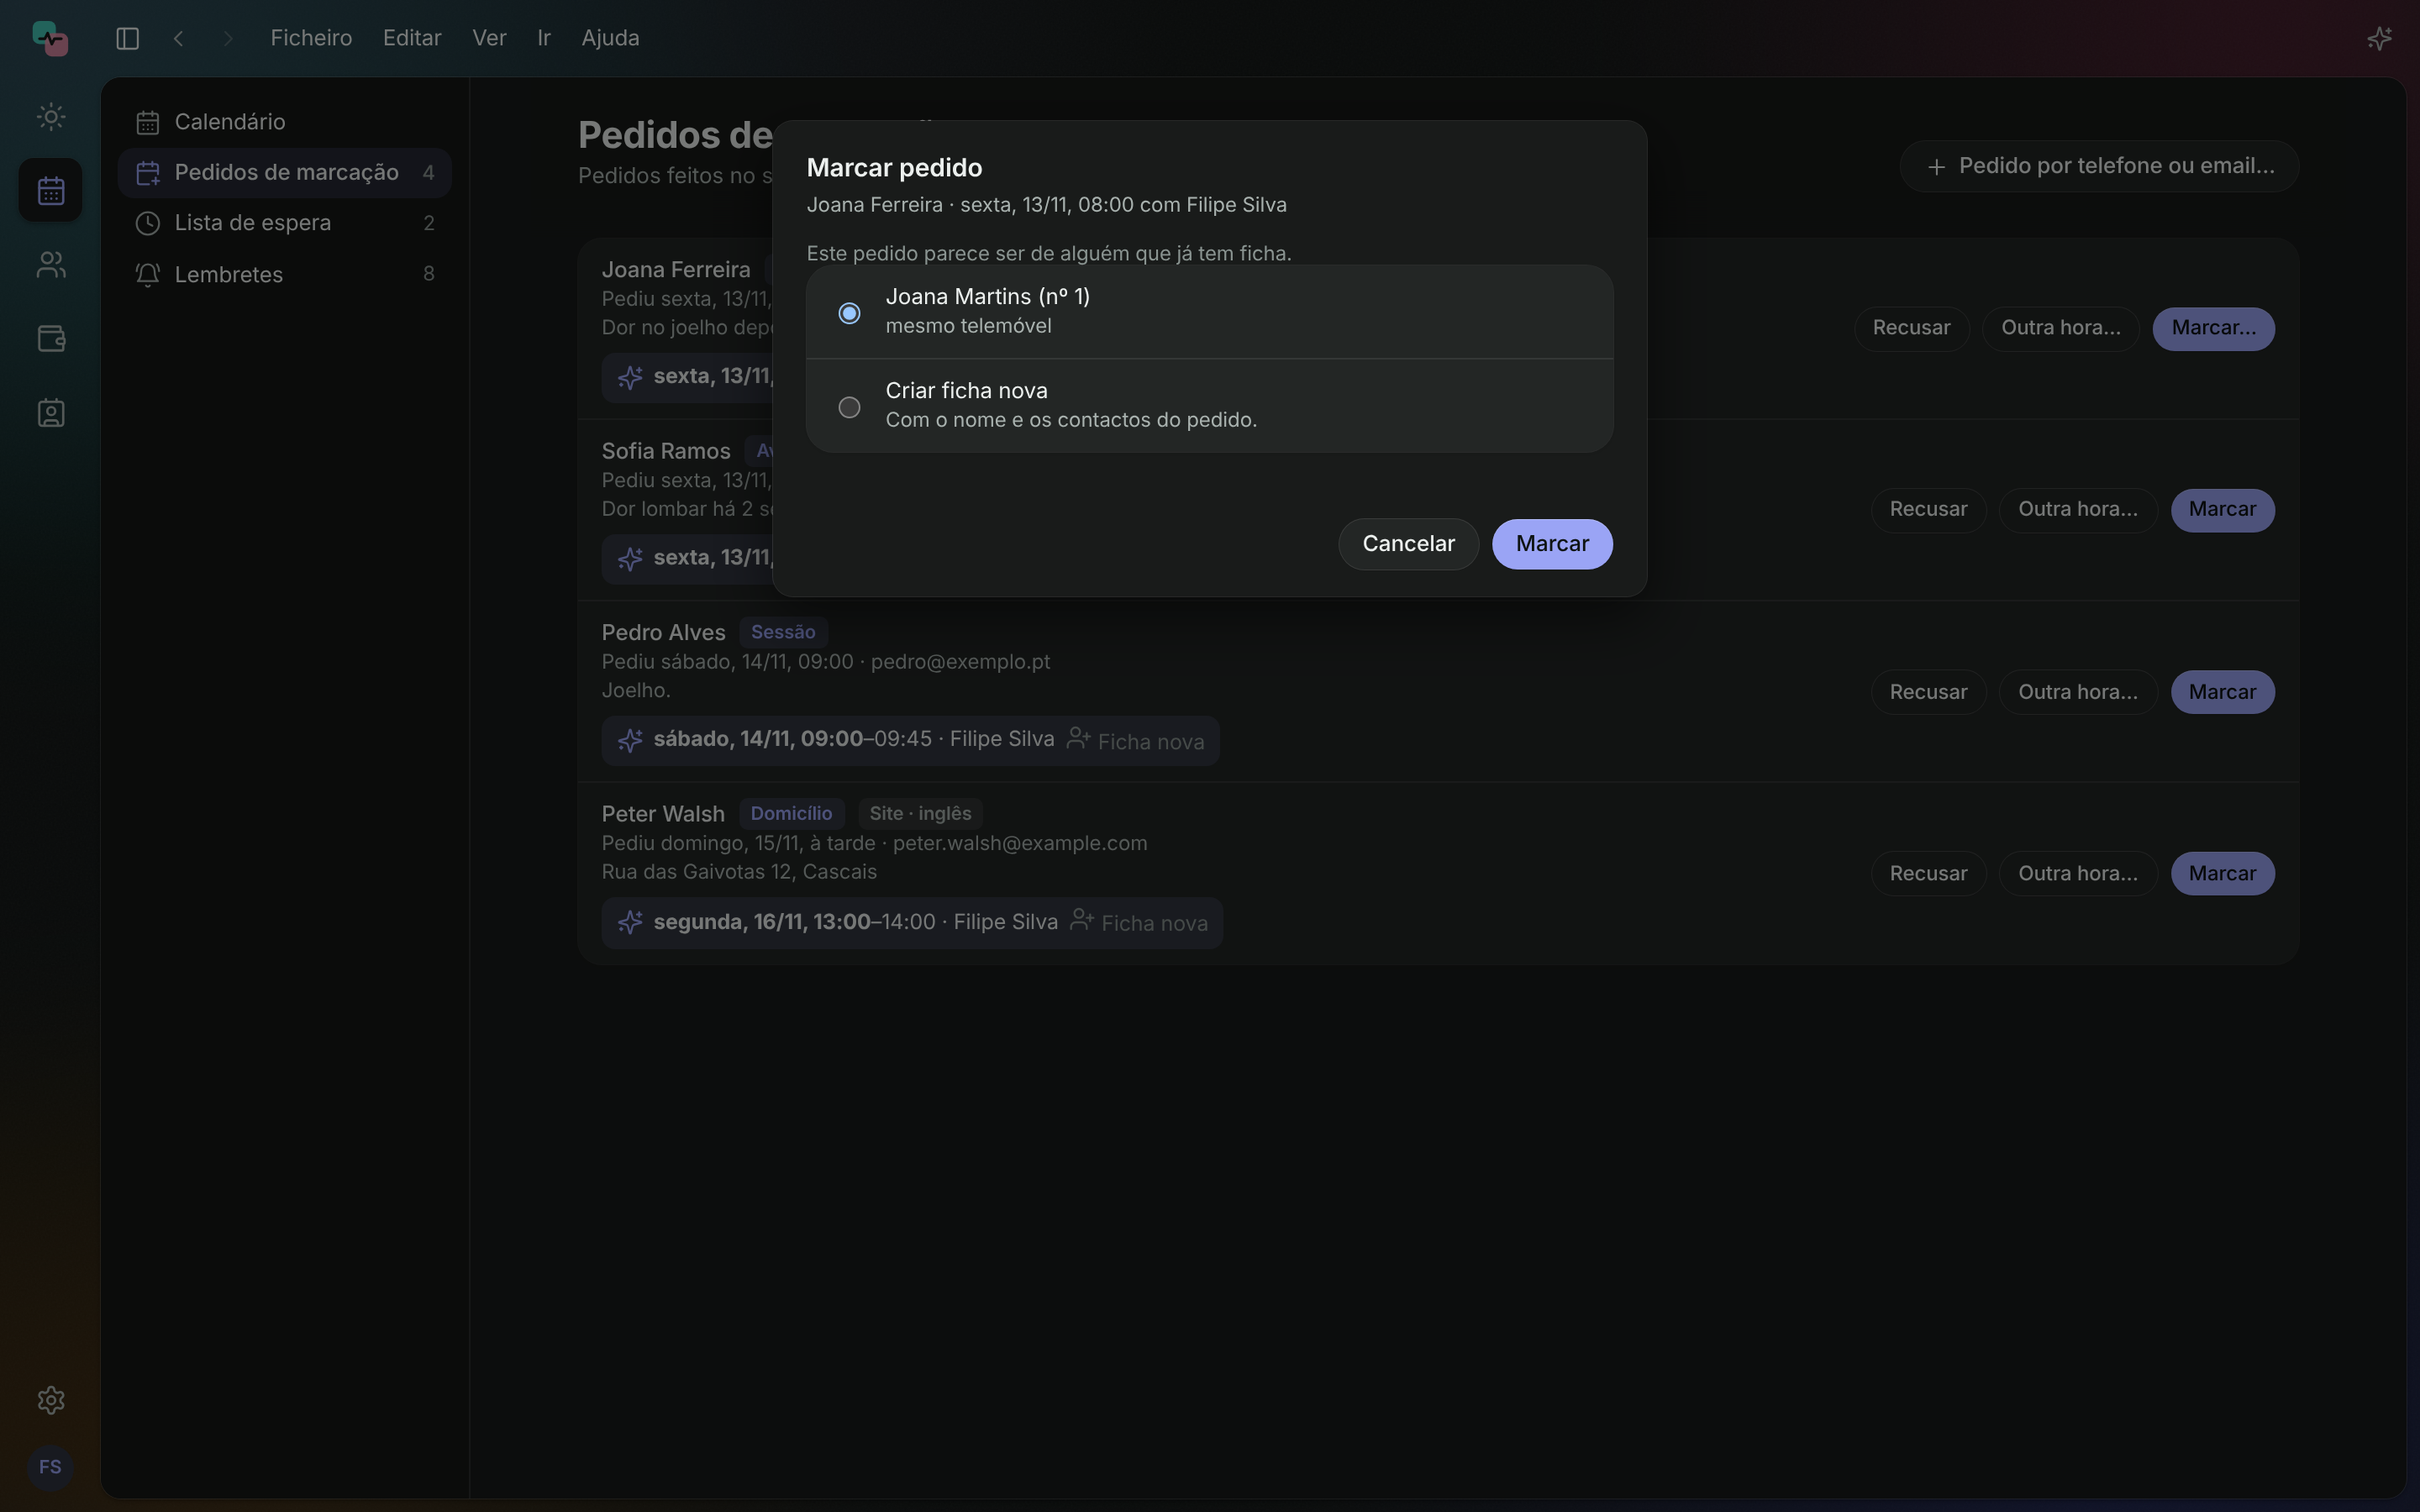 Ficheiro Editar Ver Ir Ajuda
Calendário
Pedidos de marcação 4
Lista de espera 2
Lembretes 8
FS
Pedidos de
Pedidos feitos no s
+ Pedido por telefone ou email...
Marcar pedido
Joana Ferreira · sexta, 13/11, 08:00 com Filipe Silva
Este pedido parece ser de alguém que já tem ficha.
Joana Martins (nº 1)
mesmo telemóvel
Criar ficha nova
Com o nome e os contactos do pedido.
Cancelar Marcar
Joana Ferreira
Pediu sexta, 13/11,
Dor no joelho
sexta, 13/11,
Recusar Outra hora... Marcar...
Sofia Ramos
Pediu sexta, 13/11,
Dor lombar há 2
sexta, 13/11,
Recusar Outra hora... Marcar
Pedro Alves Sessão
Pediu sábado, 14/11, 09:00 · pedro@exemplo.pt
Joelho.
sábado, 14/11, 09:00–09:45 · Filipe Silva Ficha nova
Recusar Outra hora... Marcar
Peter Walsh Domicílio Site · inglês
Pediu domingo, 15/11, à tarde · peter.walsh@example.com
Rua das Gaivotas 12, Cascais
segunda, 16/11, 13:00–14:00 · Filipe Silva Ficha nova
Recusar Outra hora... Marcar